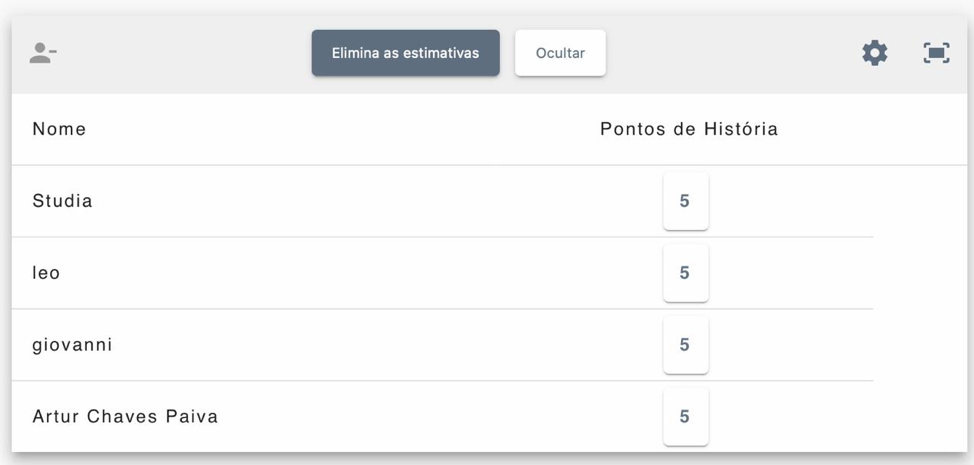 Elimina as estimativas Ocultar
Nome Pontos de História
Studia 5
leo 5
giovanni 5
Artur Chaves Paiva 5